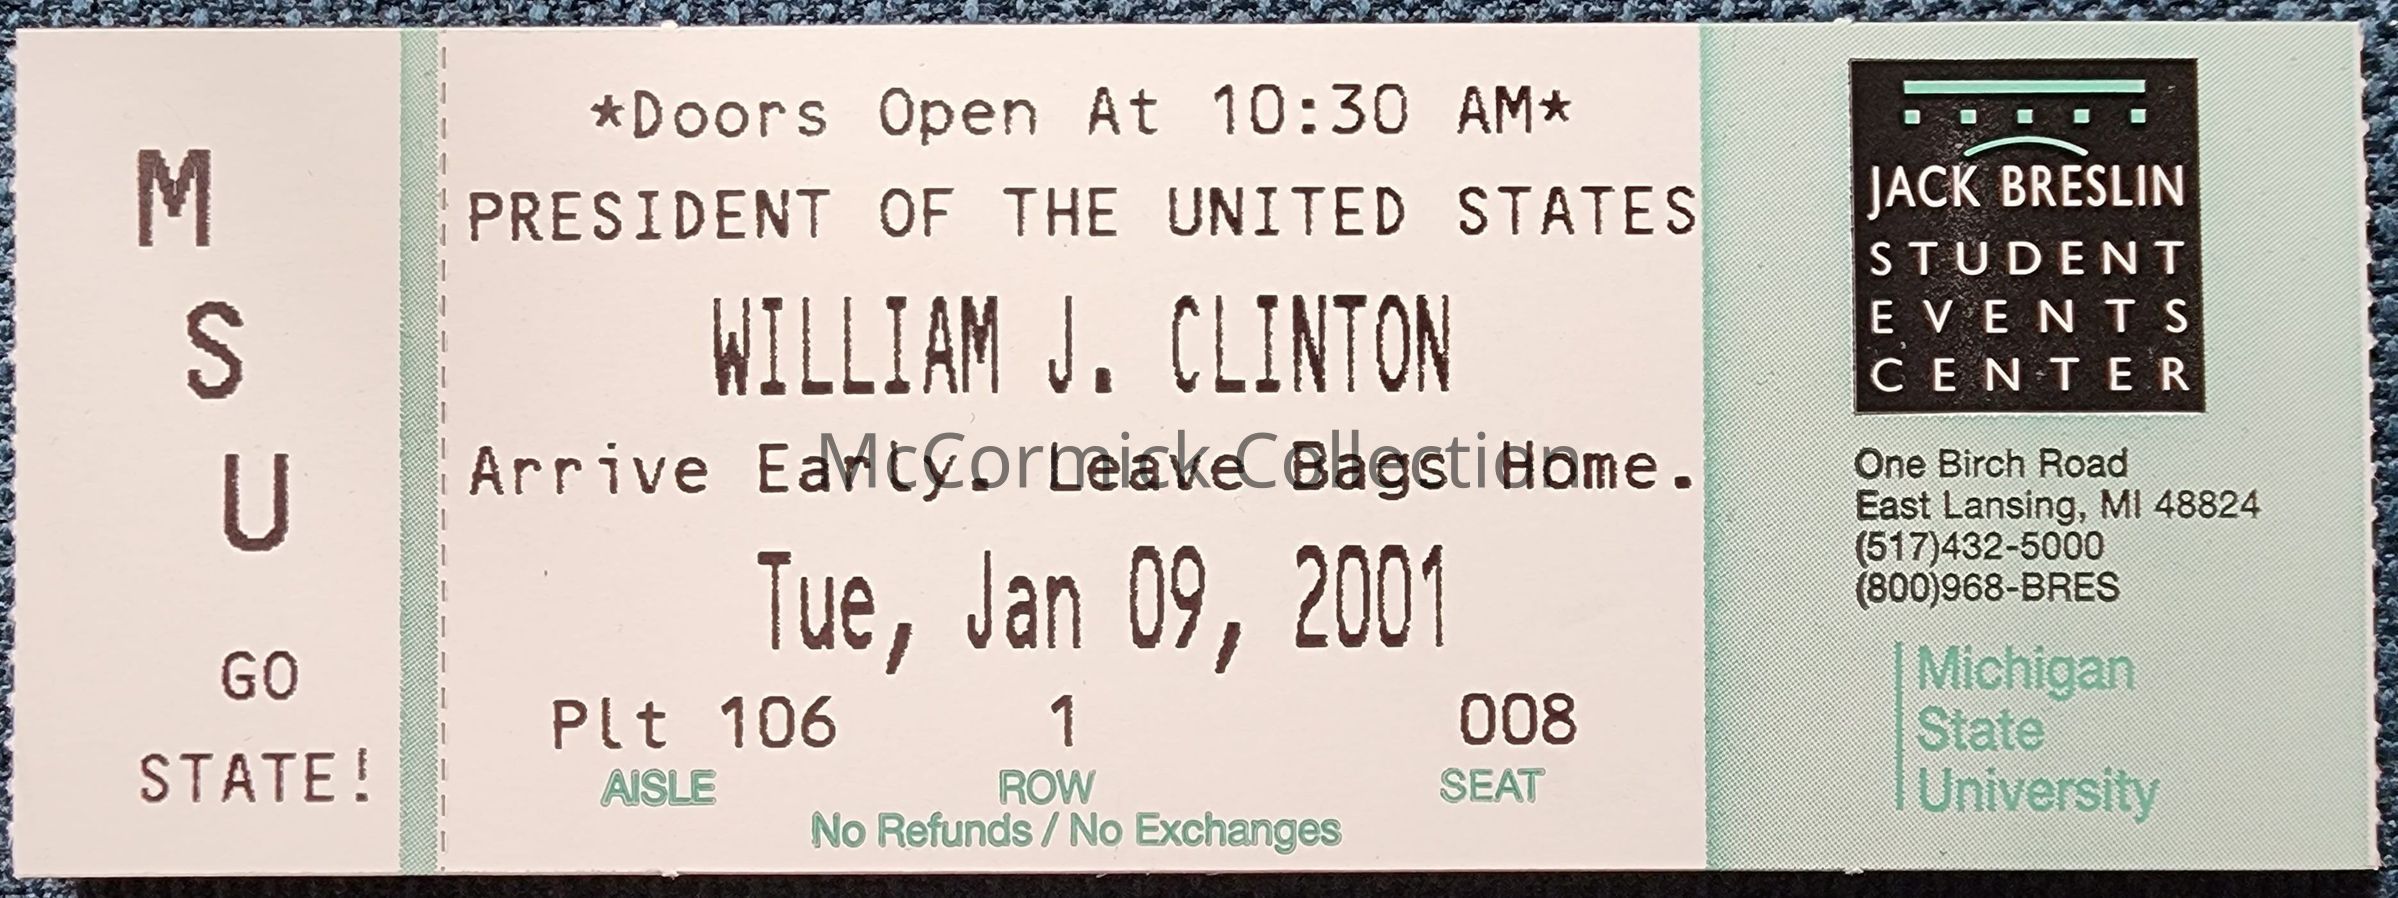 M
S
U
GO
STATE!
*Doors Open At 10:30 AM*
PRESIDENT OF THE UNITED STATES
WILLIAM J. CLINTON
Arrive Early. Leave Bags Home.
McCormick Collection
Tue, Jan 09, 2001
Plt 106 1 008
AISLE ROW SEAT
No Refunds / No Exchanges
JACK BRESLIN
STUDENT
EVENTS
CENTER
One Birch Road
East Lansing, MI 48824
(517)432-5000
(800)968-BRES
Michigan
State
University